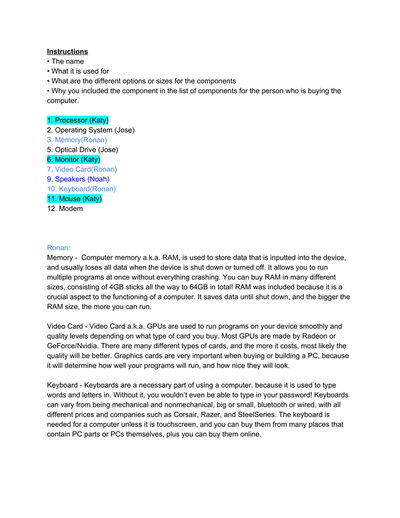 Instructions
• The name
• What it is used for
• What are the different options or sizes for the components
• Why you included the component in the list of components for the person who is buying the
computer.
1. Processor (Katy)
2. Operating System (Jose)
3. Memory(Ronan)
5. Optical Drive (Jose)
6. Monitor (Katy)
7. Video Card(Ronan)
9. Speakers (Noah)
10. Keyboard(Ronan)
11. Mouse (Katy)
12. Modem
Ronan:
Memory - Computer memory a.k.a. RAM, is used to store data that is inputted into the device,
and usually loses all data when the device is shut down or turned off. It allows you to run
multiple programs at once without everything crashing. You can buy RAM in many different
sizes, consisting of 4GB sticks all the way to 64GB in total! RAM was included because it is a
crucial aspect to the functioning of a computer. It saves data until shut down, and the bigger the
RAM size, the more you can run.
Video Card - Video Card a.k.a. GPUs are used to run programs on your device smoothly and
quality levels depending on what type of card you buy. Most GPUs are made by Radeon or
GeForce/Nvidia. There are many different types of cards, and the more it costs, most likely the
quality will be better. Graphics cards are very important when buying or building a PC, because
it will determine how well your programs will run, and how nice they will look.
Keyboard - Keyboards are a necessary part of using a computer, because it is used to type
words and letters in. Without it, you wouldn't even be able to type in your password! Keyboards
can vary from being mechanical and nonmechanical, big or small, bluetooth or wired, with all
different prices and companies such as Corsair, Razer, and SteelSeries. The keyboard is
needed for a computer unless it is touchscreen, and you can buy them from many places that
contain PC parts or PCs themselves, plus you can buy them online.